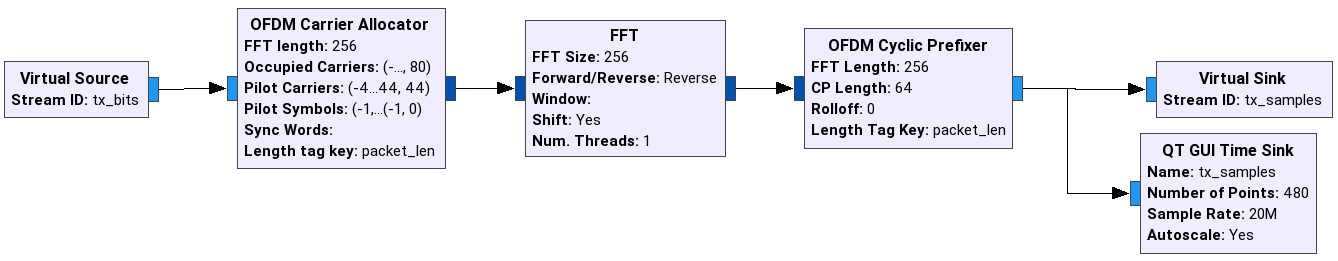 Virtual Source
Stream ID: tx_bits
OFDM Carrier Allocator
FFT length: 256
Occupied Carriers: (-..., 80)
Pilot Carriers: (-4...44, 44)
Pilot Symbols: (-1,...(-1, 0)
Sync Words:
Length tag key: packet_len
FFT
FFT Size: 256
Forward/Reverse: Reverse
Window:
Shift: Yes
Num. Threads: 1
OFDM Cyclic Prefixer
FFT Length: 256
CP Length: 64
Rolloff: 0
Length Tag Key: packet_len
Virtual Sink
Stream ID: tx_samples
QT GUI Time Sink
Name: tx_samples
Number of Points: 480
Sample Rate: 20M
Autoscale: Yes